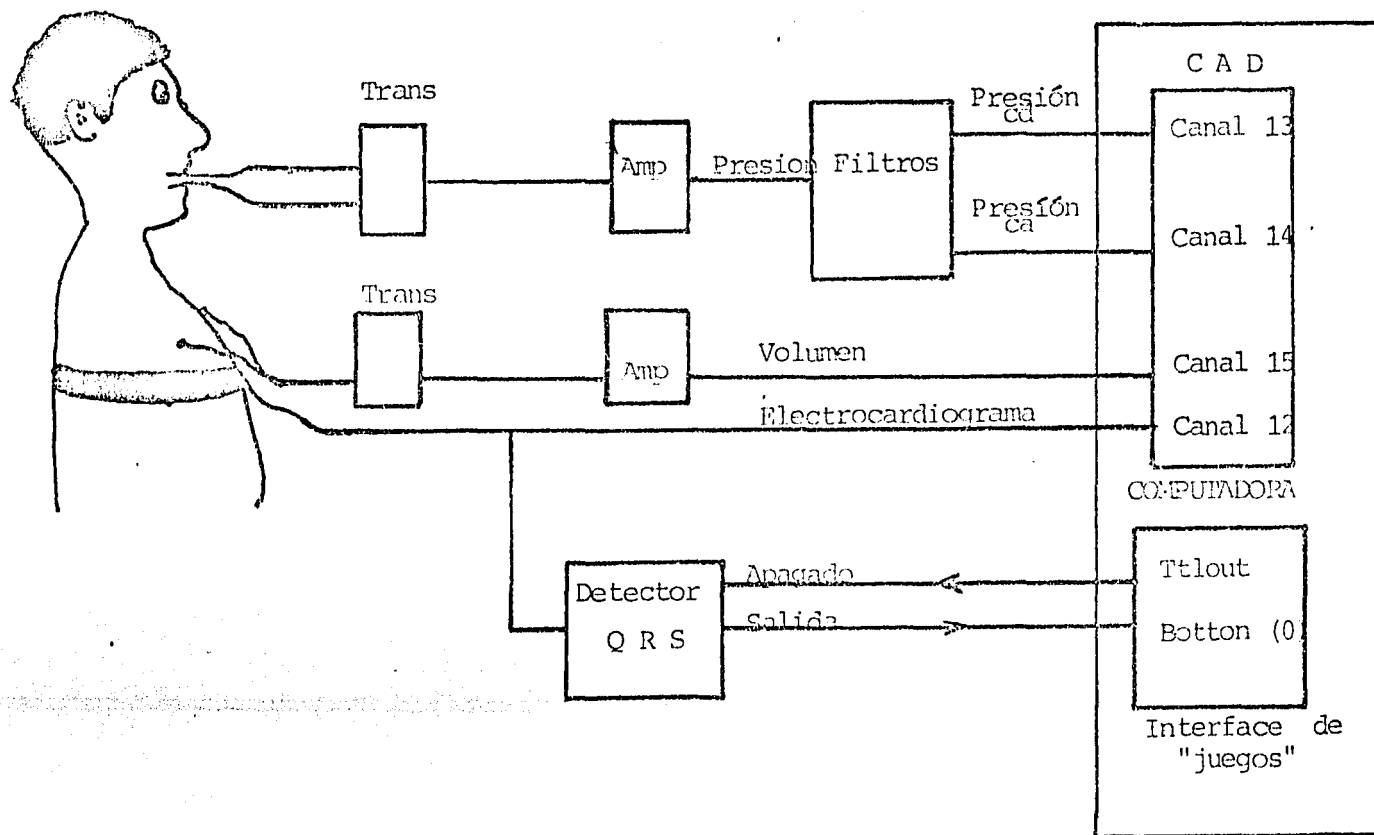 C A D
Trans
Presión
cd
Canal 13
Amp
Presion
Filtros
Presión
ca
Canal 14
Trans
Volumen
Canal 15
Amp
Electrocardiograma
Canal 12
COMPUTADORA
Apagado
Ttlout
Detector
Q R S
Salida
Botton (0
Interface de
"juegos"